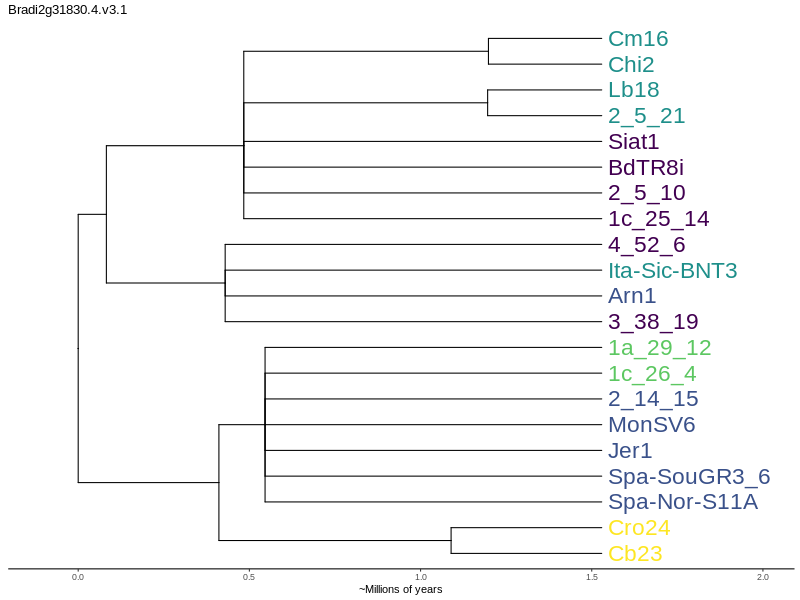 Bradi2g31830.4.v3.1
Cm16
Chi2
Lb18
2_5_21
Siat1
BdTR8i
2_5_10
1c_25_14
4_52_6
Ita-Sic-BNT3
Arn1
3_38_19
1a_29_12
1c_26_4
2_14_15
MonSV6
Jer1
Spa-SouGR3_6
Spa-Nor-S11A
Cro24
Cb23
0.0 0.5 1.0 1.5 2.0
~Millions of years